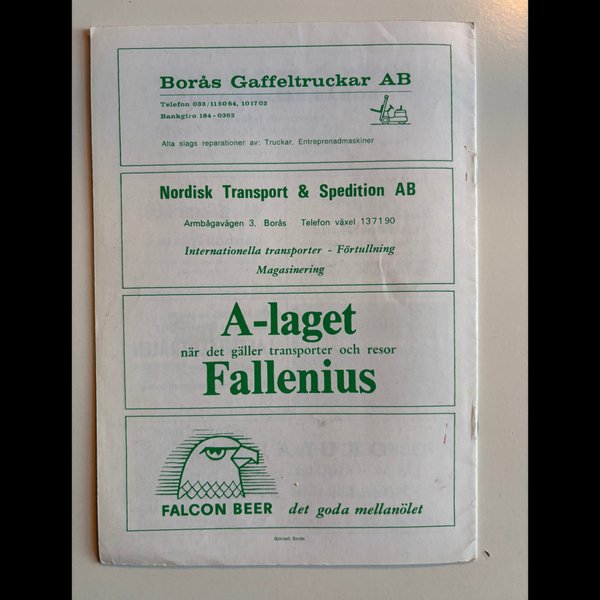 Borås Gaffeltruckar AB
Telefon 033/115064, 101702
Bankgiro 184-0362
Alla slags reparationer av: Truckar, Entreprenadmaskiner
Nordisk Transport & Spedition AB
Armbågavägen 3, Borås Telefon växel 137190
Internationella transporter - Förtullning
Magasinering
A-laget
när det gäller transporter och resor
Fallenius
FALCON BEER det goda mellanölet